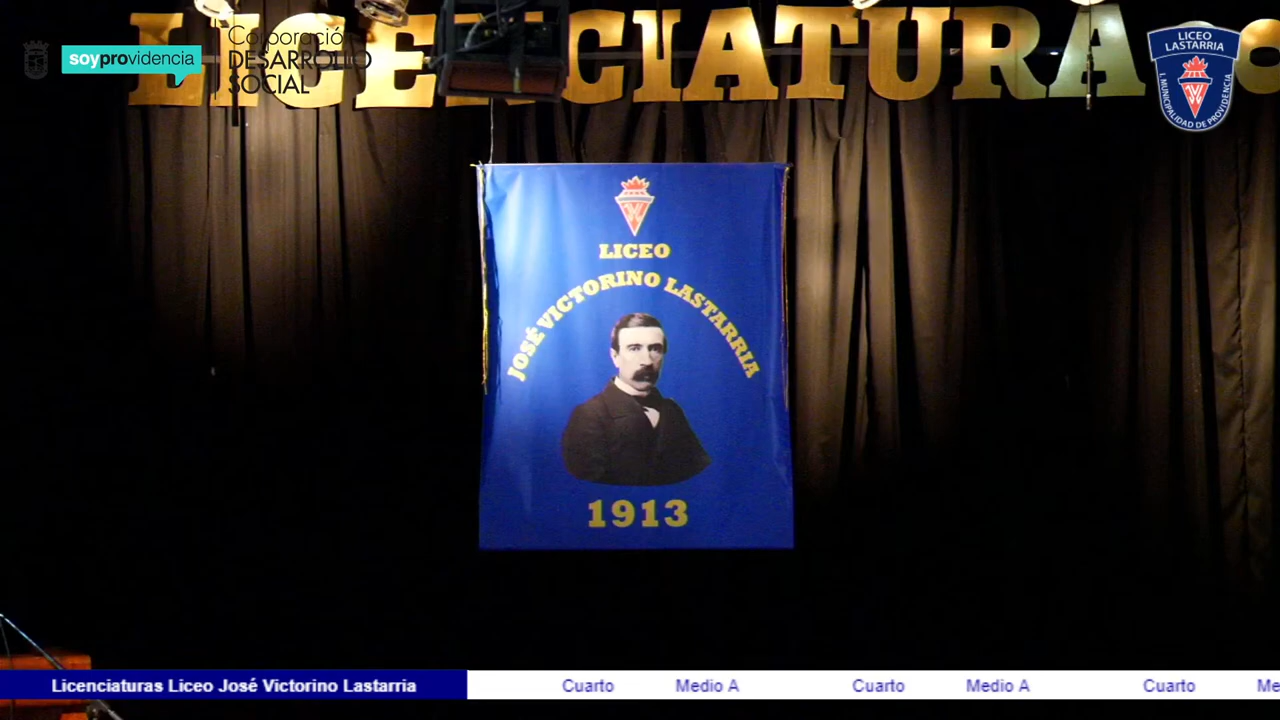 LICENCIATURA
soyprovidencia
Corporación
DESARROLLO
SOCIAL
LICEO
LASTARRIA
I. MUNICIPALIDAD DE PROVIDENCIA
LICEO
JOSÉ VICTORINO LASTARRIA
1913
Licenciaturas Liceo José Victorino Lastarria
Cuarto Medio A Cuarto Medio A Cuarto Me